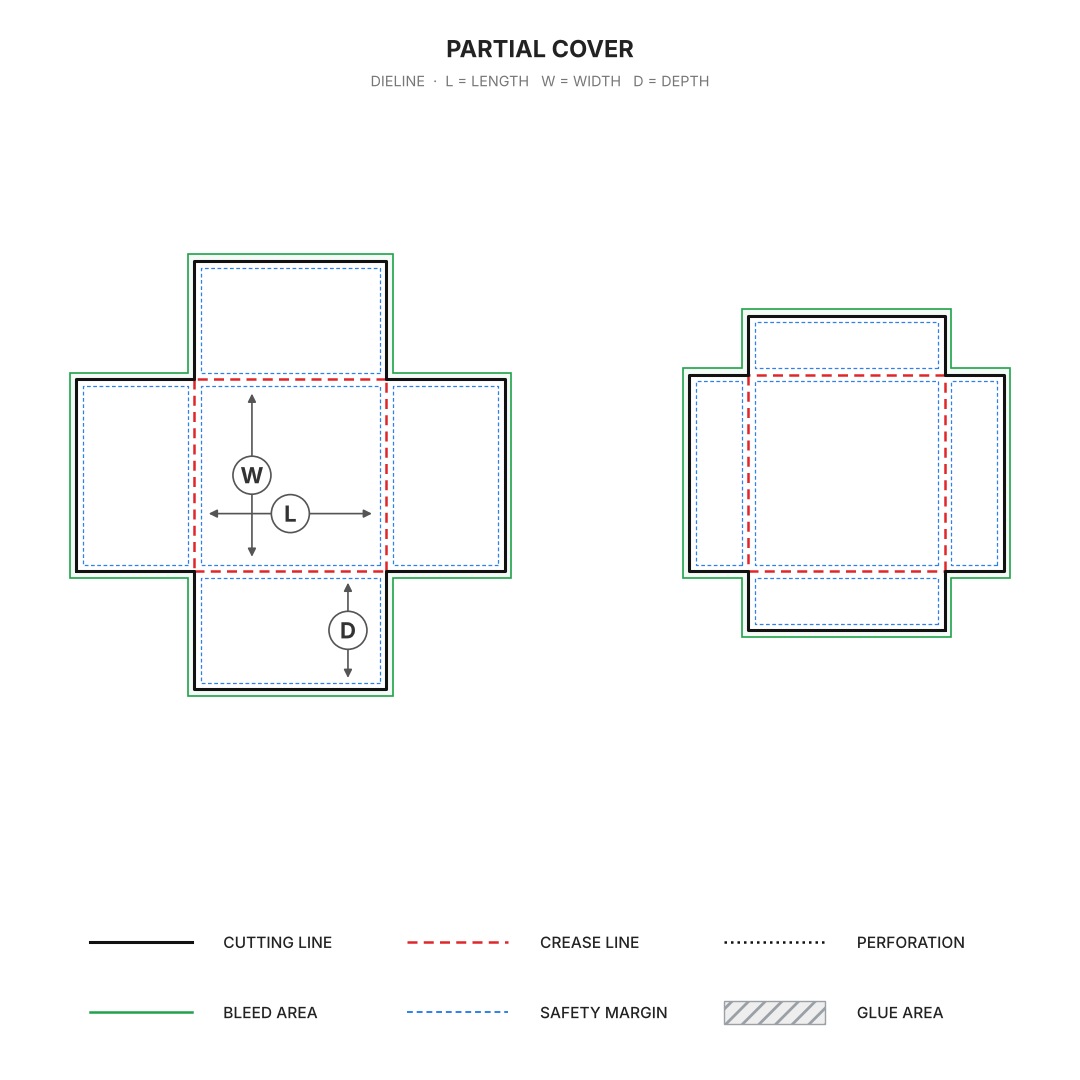 PARTIAL COVER
DIELINE · L = LENGTH W = WIDTH D = DEPTH
W
L
D
CUTTING LINE
CREASE LINE
PERFORATION
BLEED AREA
SAFETY MARGIN
GLUE AREA